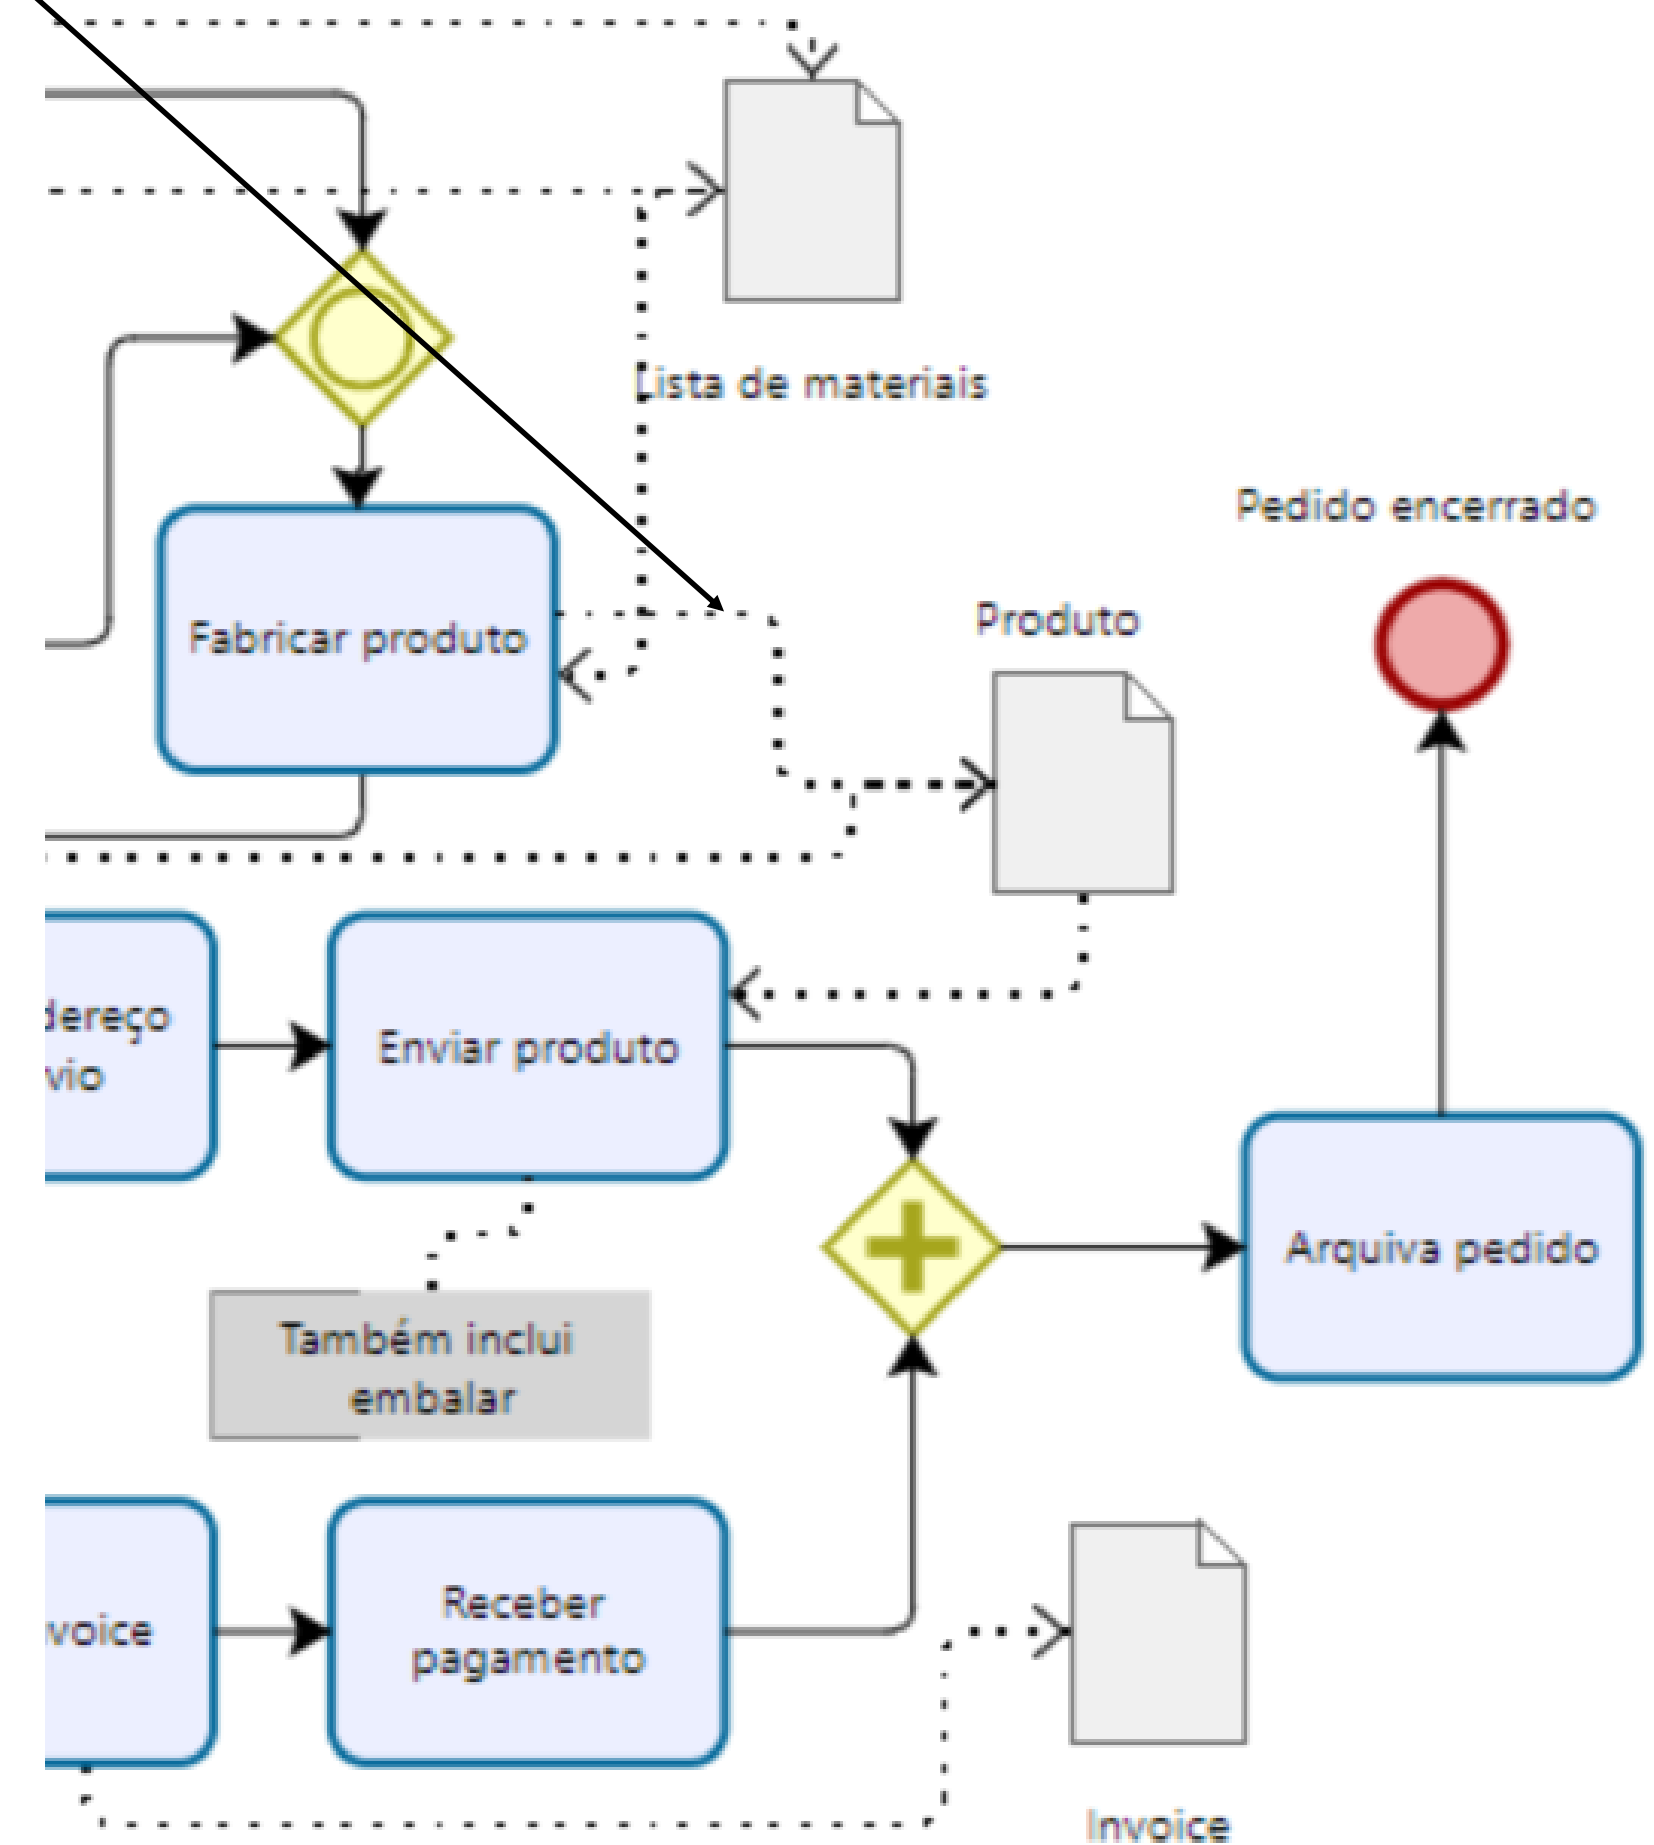 Lista de materiais
Pedido encerrado
Produto
Fabricar produto
dereço
vio
Enviar produto
Arquiva pedido
Também inclui
embalar
voice
Receber
pagamento
Invoice